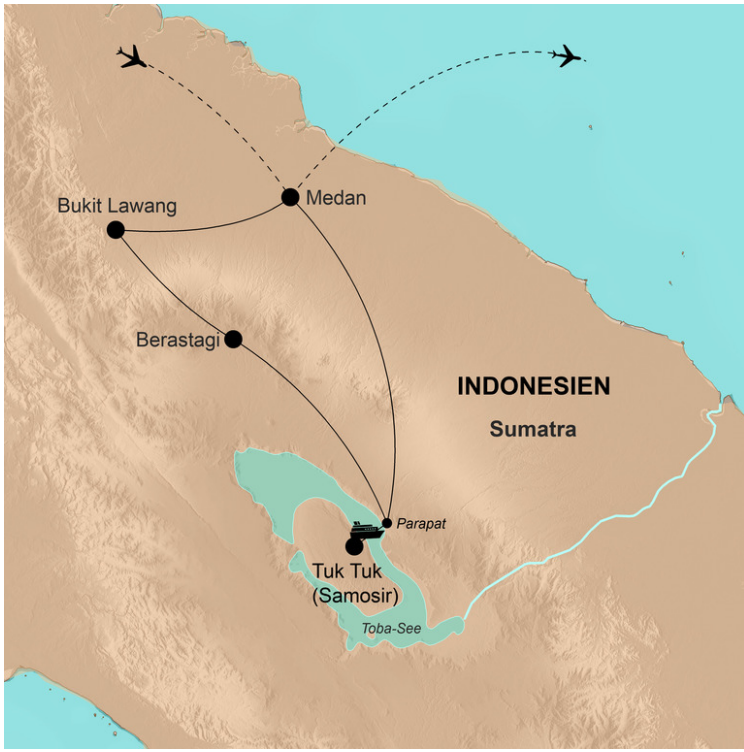 Medan
Bukit Lawang
Berastagi
INDONESIEN
Sumatra
Parapat
Tuk Tuk
(Samosir)
Toba-See